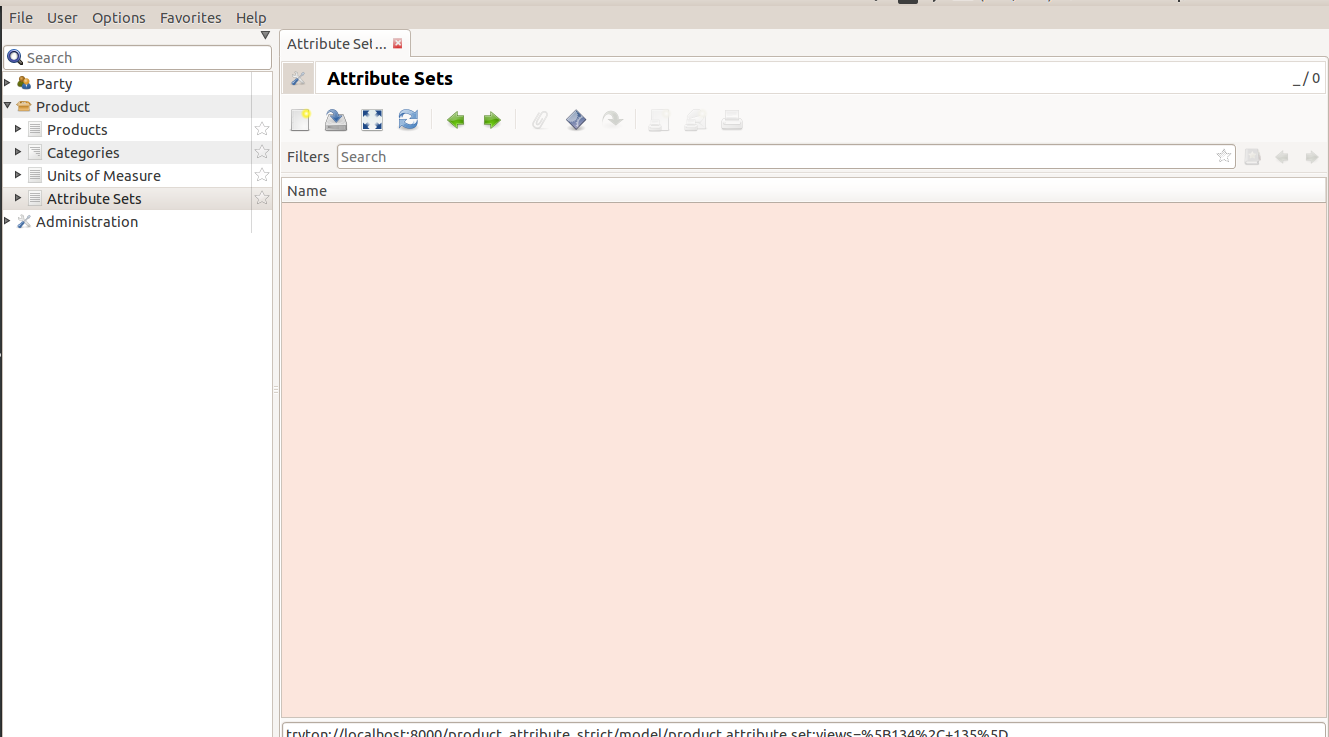 File User Options Favorites Help
Search
Party
Product
Products
Categories
Units of Measure
Attribute Sets
Administration
Attribute Set...
Attribute Sets
_ / 0
Filters Search
Name
tryton://localhost:8000/product_attribute_strict/model/product.attribute.set;views=%5B134%2C+135%5D